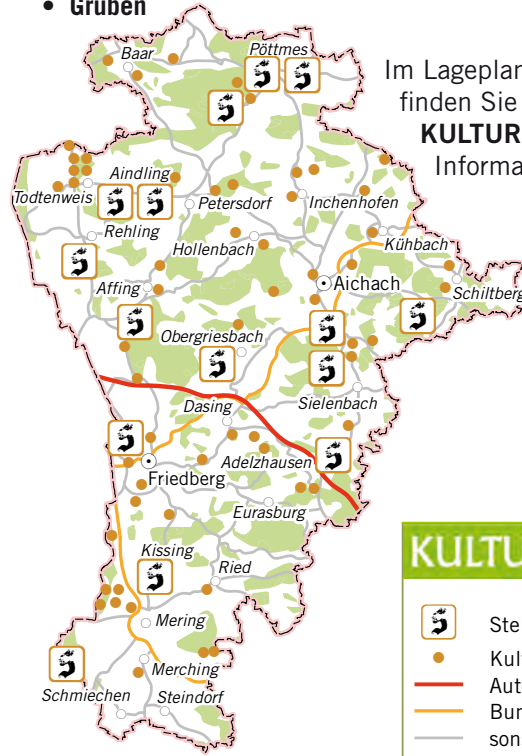 • Gruben
Im Lageplan
finden Sie
KULTUR
Informa
Baar
Pöttmes
Aindling
Todtenweis
Petersdorf
Inchenhofen
Rehling
Hollenbach
Kühbach
Affing
Aichach
Schiltberg
Obergriesbach
Dasing
Sielenbach
Adelzhausen
Friedberg
Eurasburg
Kissing
Ried
Mering
Merching
Schmiechen
Steindorf
KULTU
Ste
Kult
Aut
Bun
son